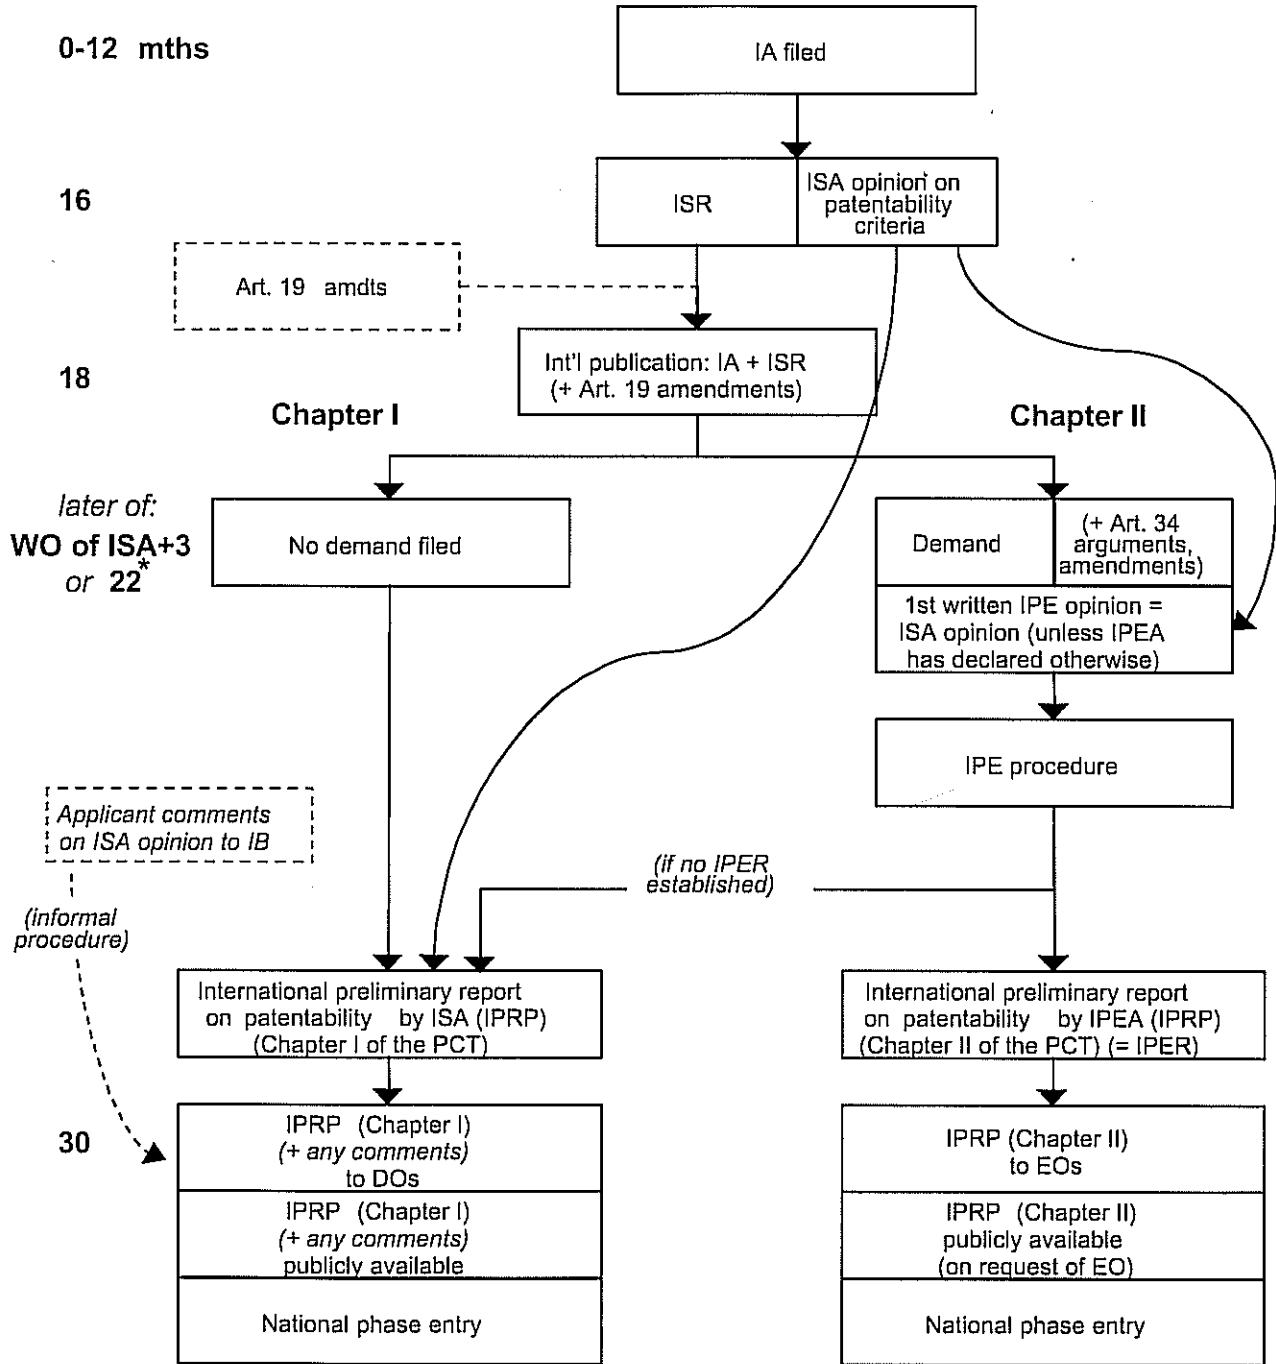 0-12 mths
IA filed
16
ISR
ISA opinion on
patentability
criteria
Art. 19 amdts
18
Int'l publication: IA + ISR
(+ Art. 19 amendments)
Chapter I
Chapter II
later of:
WO of ISA+3
or 22*
No demand filed
Demand
(+ Art. 34
arguments,
amendments)
1st written IPE opinion =
ISA opinion (unless IPEA
has declared otherwise)
IPE procedure
Applicant comments
on ISA opinion to IB
(if no IPER
established)
(informal
procedure)
International preliminary report
on patentability by ISA (IPRP)
(Chapter I of the PCT)
International preliminary report
on patentability by IPEA (IPRP)
(Chapter II of the PCT) (= IPER)
30
IPRP (Chapter I)
(+ any comments)
to DOs
IPRP (Chapter II)
to EOs
IPRP (Chapter I)
(+ any comments)
publicly available
IPRP (Chapter II)
publicly available
(on request of EO)
National phase entry
National phase entry